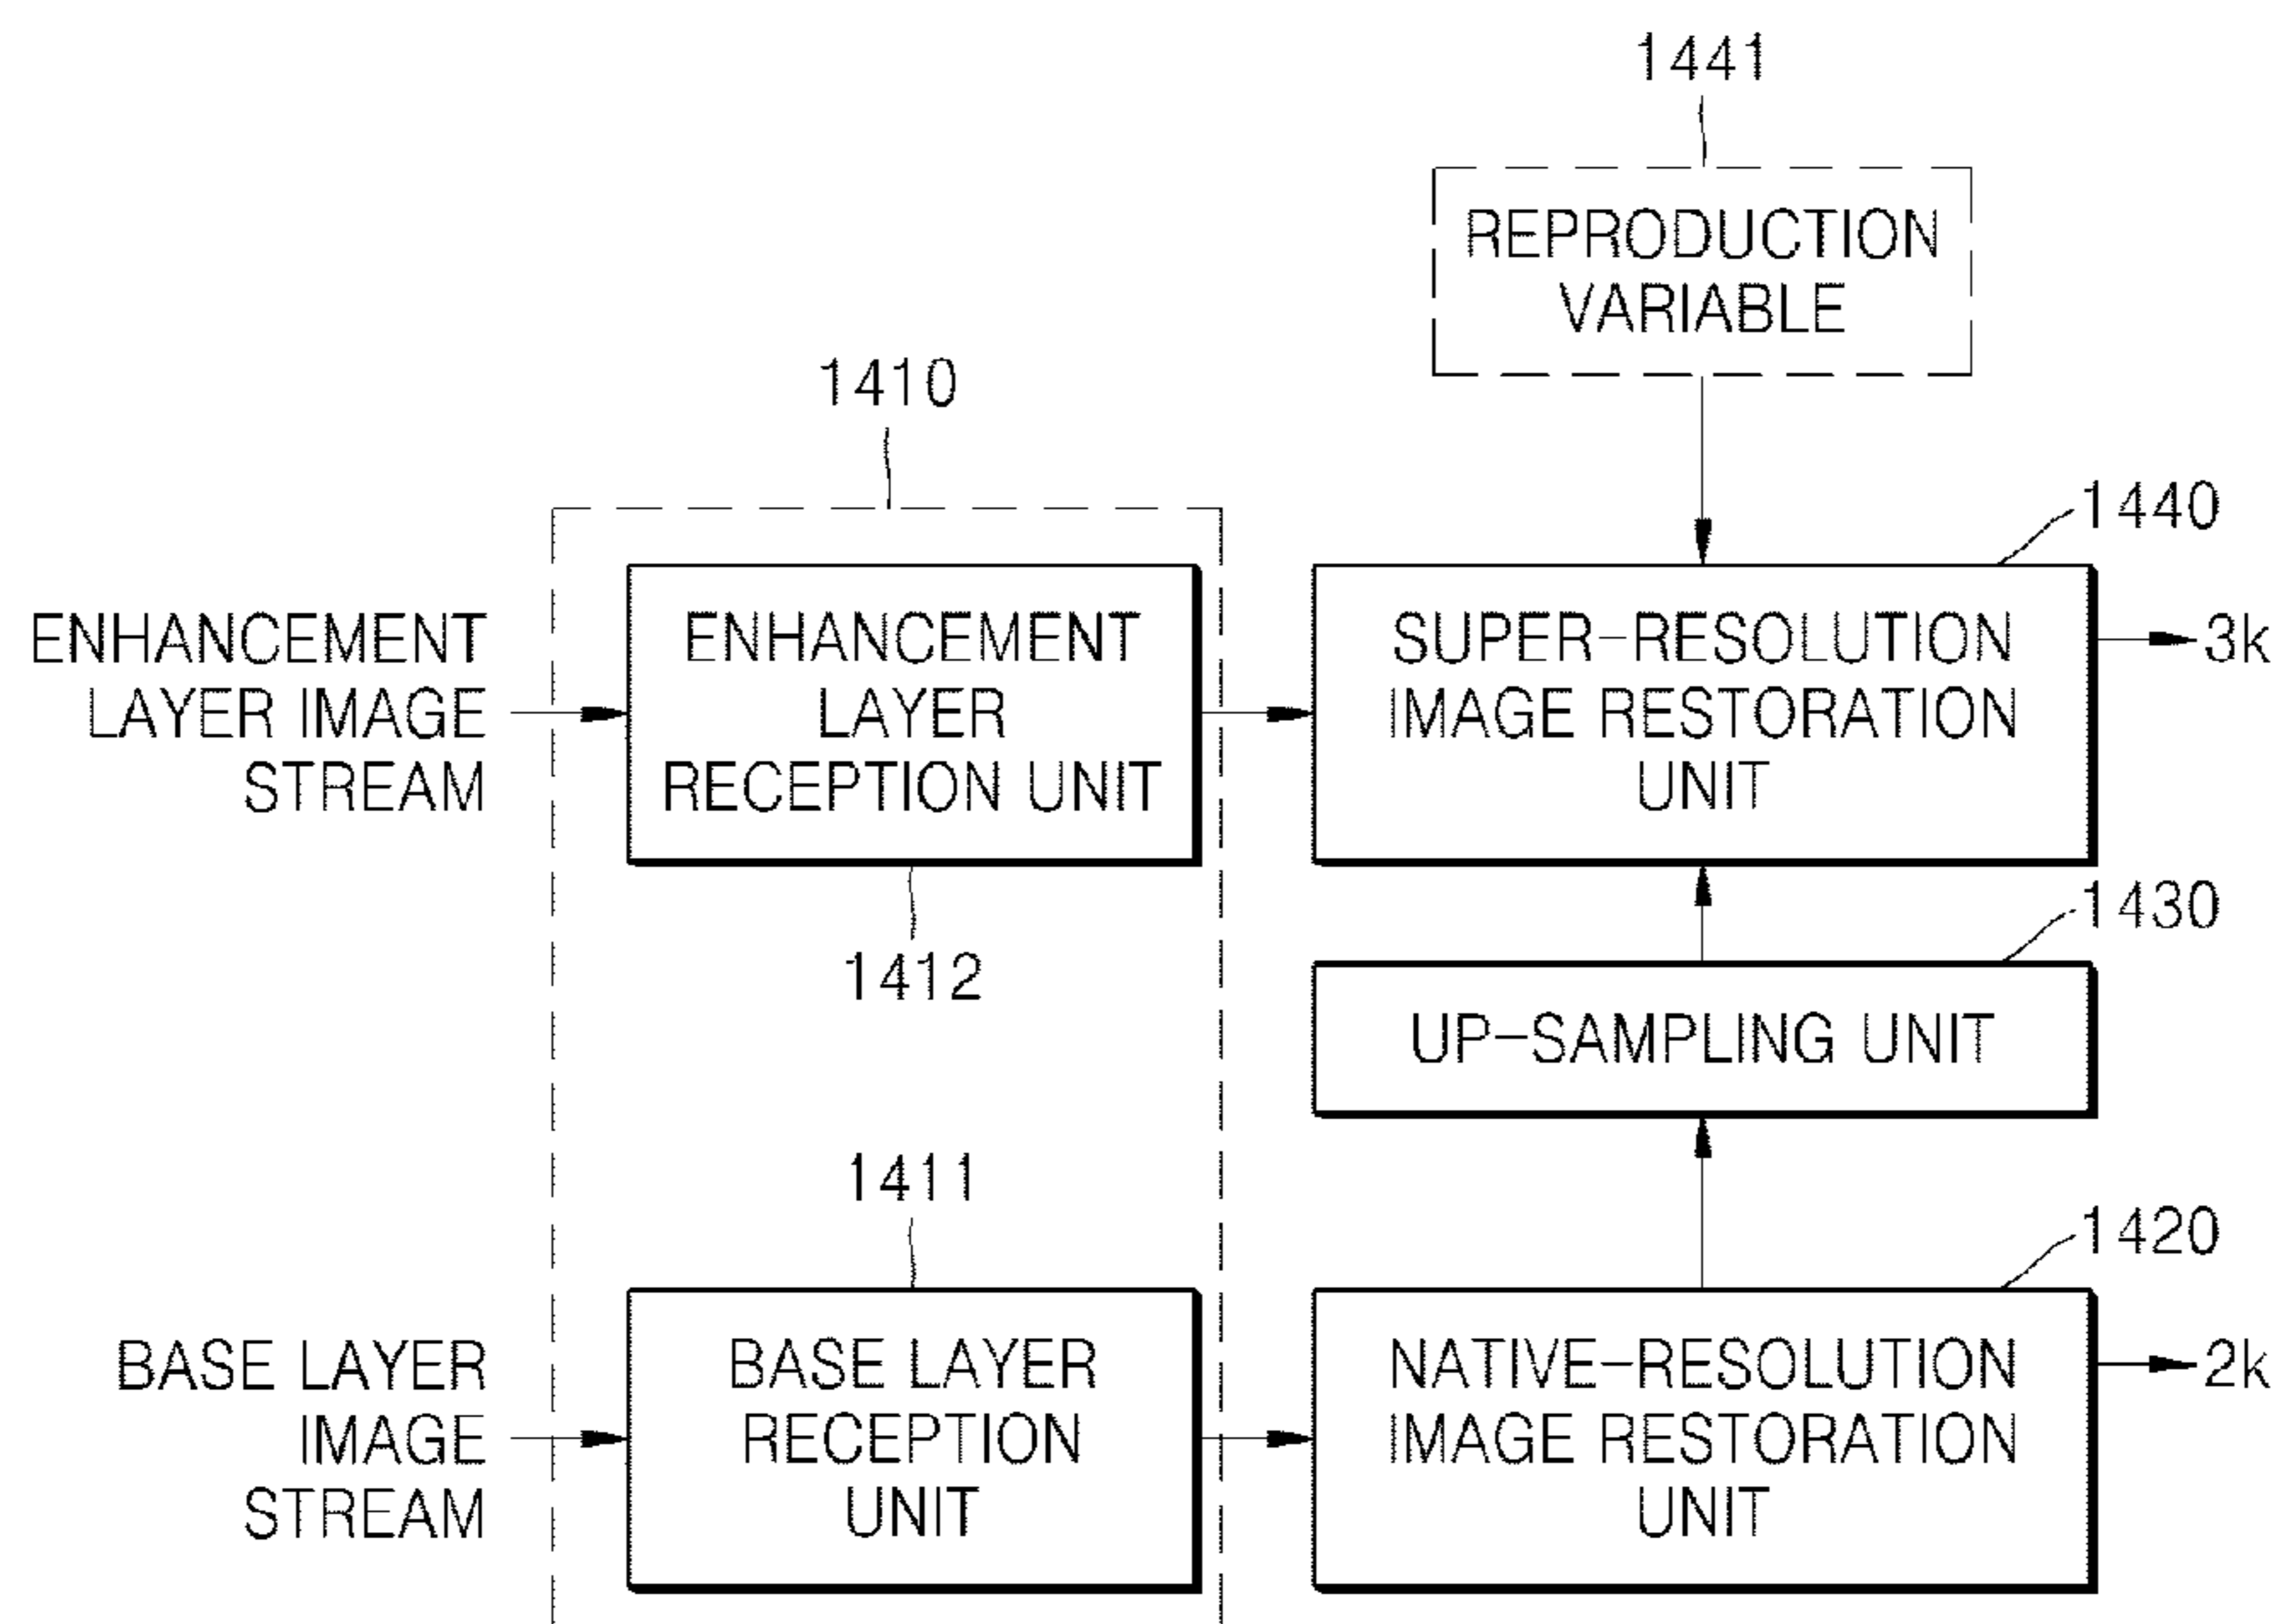 1441
REPRODUCTION
VARIABLE
1410
1440
ENHANCEMENT
LAYER IMAGE
STREAM
ENHANCEMENT
LAYER
RECEPTION UNIT
SUPER-RESOLUTION
IMAGE RESTORATION
UNIT
3k
1412
1430
UP-SAMPLING UNIT
1411
1420
BASE LAYER
IMAGE
STREAM
BASE LAYER
RECEPTION
UNIT
NATIVE-RESOLUTION
IMAGE RESTORATION
UNIT
2k